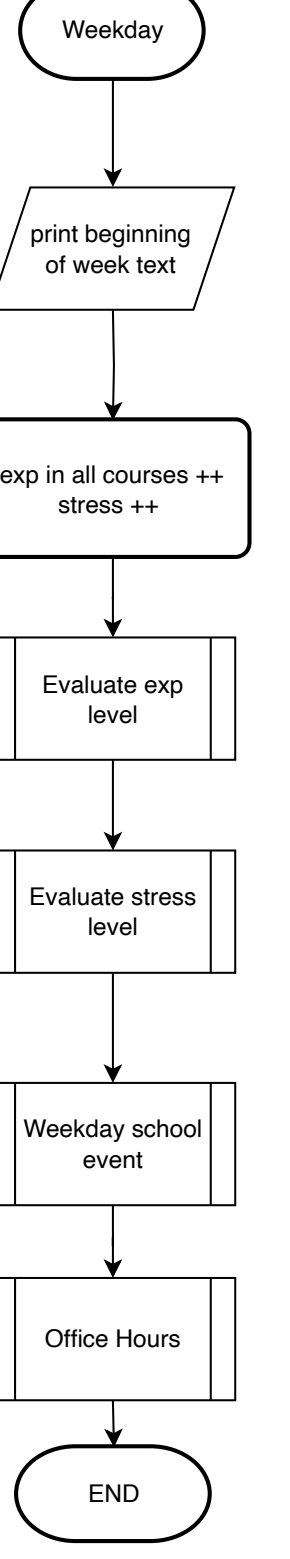 Weekday
print beginning
of week text
exp in all courses ++
stress ++
Evaluate exp
level
Evaluate stress
level
Weekday school
event
Office Hours
END